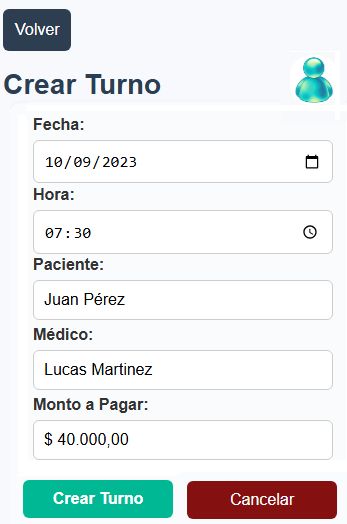 Volver
Crear Turno
Fecha:
10/09/2023
Hora:
07:30
Paciente:
Juan Pérez
Médico:
Lucas Martinez
Monto a Pagar:
$ 40.000,00
Crear Turno Cancelar